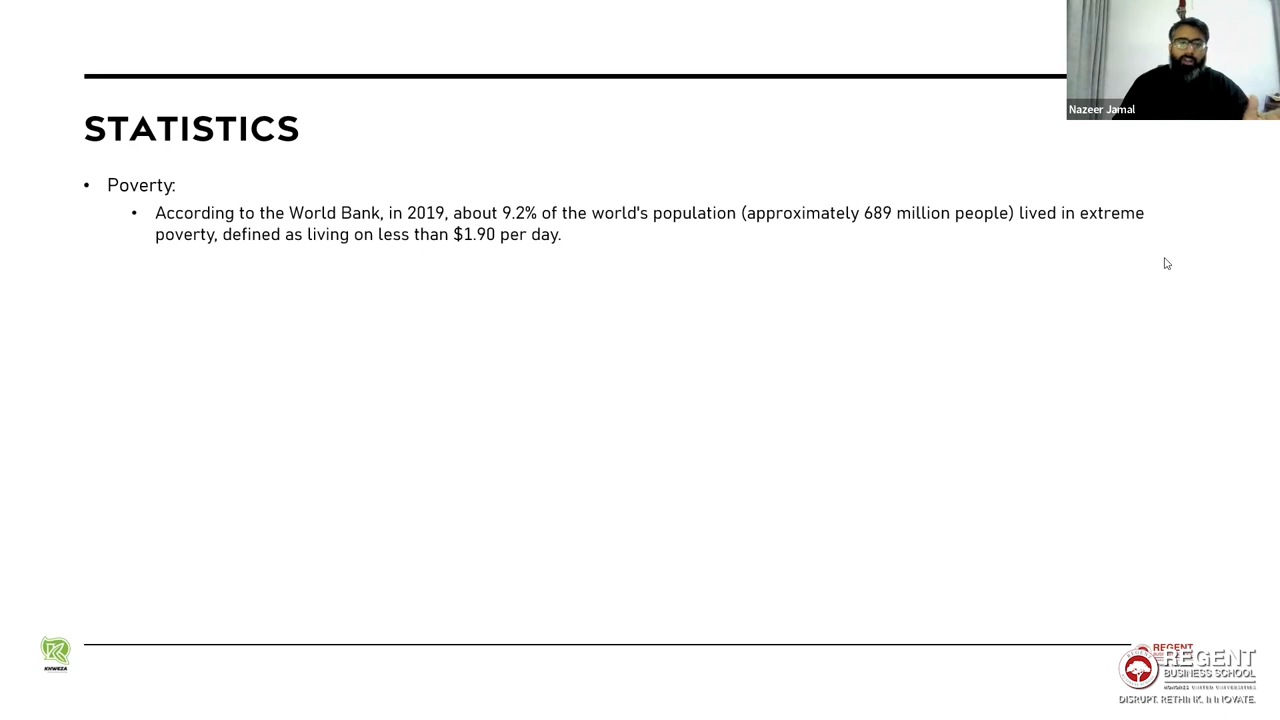 Nazeer Jamal
STATISTICS
• Poverty:
• According to the World Bank, in 2019, about 9.2% of the world's population (approximately 689 million people) lived in extreme
poverty, defined as living on less than $1.90 per day.
KHWEZA
REGENT
REGENT
BUSINESS SCHOOL
DISRUPT. RETHINK. INNOVATE.